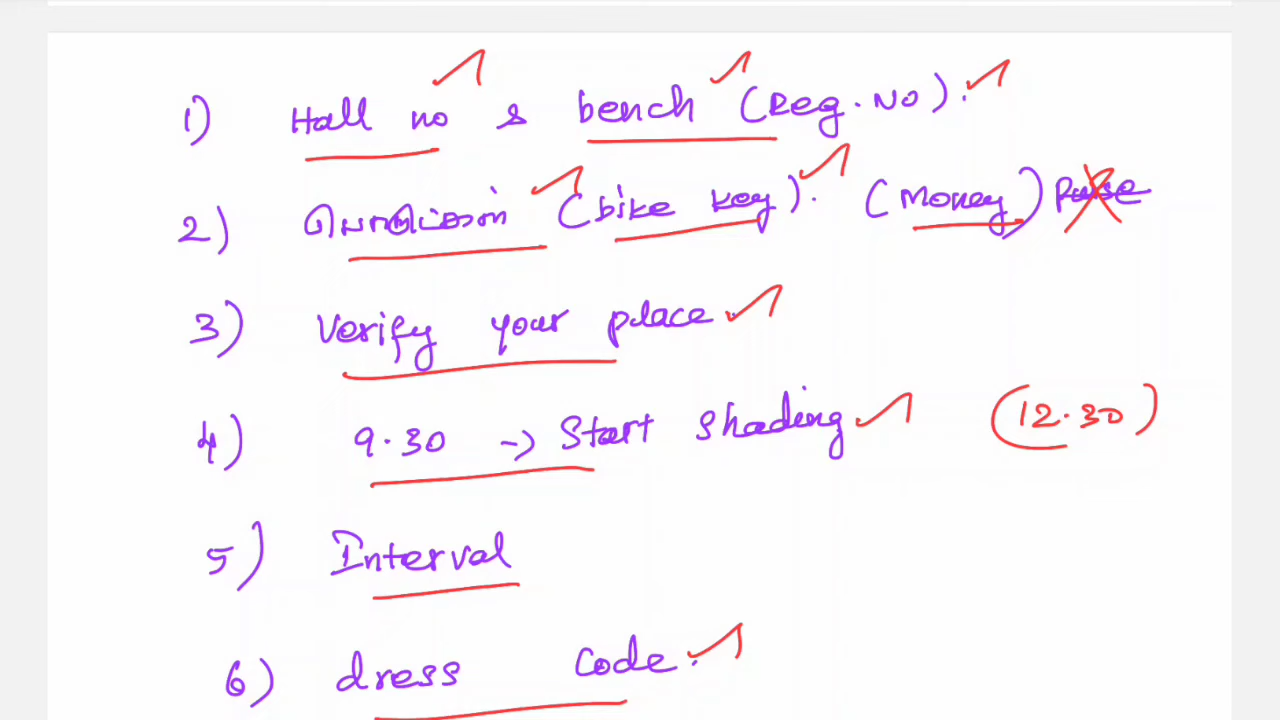 1) Hall no & bench (Reg. No).
2) (bike key). (Money) Purse
3) Verify your place
4) 9.30 -> Start shading (12.30)
5) Interval
6) dress code.